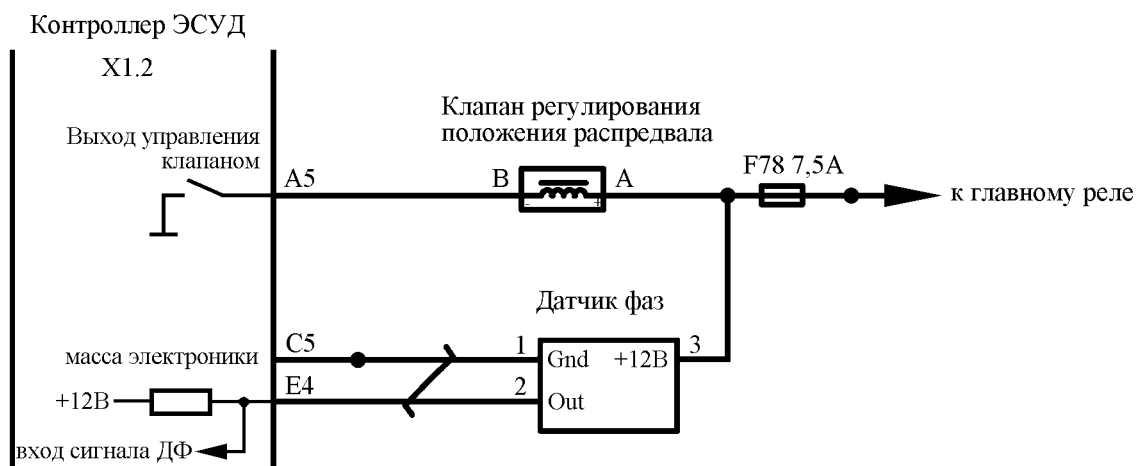 Контроллер ЭСУД
X1.2
Выход управления
клапаном
A5
Клапан регулирования
положения распредвала
B
A
-
+
F78 7,5А
к главному реле
Датчик фаз
масса электроники
C5
1
Gnd
+12В
3
+12В
E4
2
Out
вход сигнала ДФ